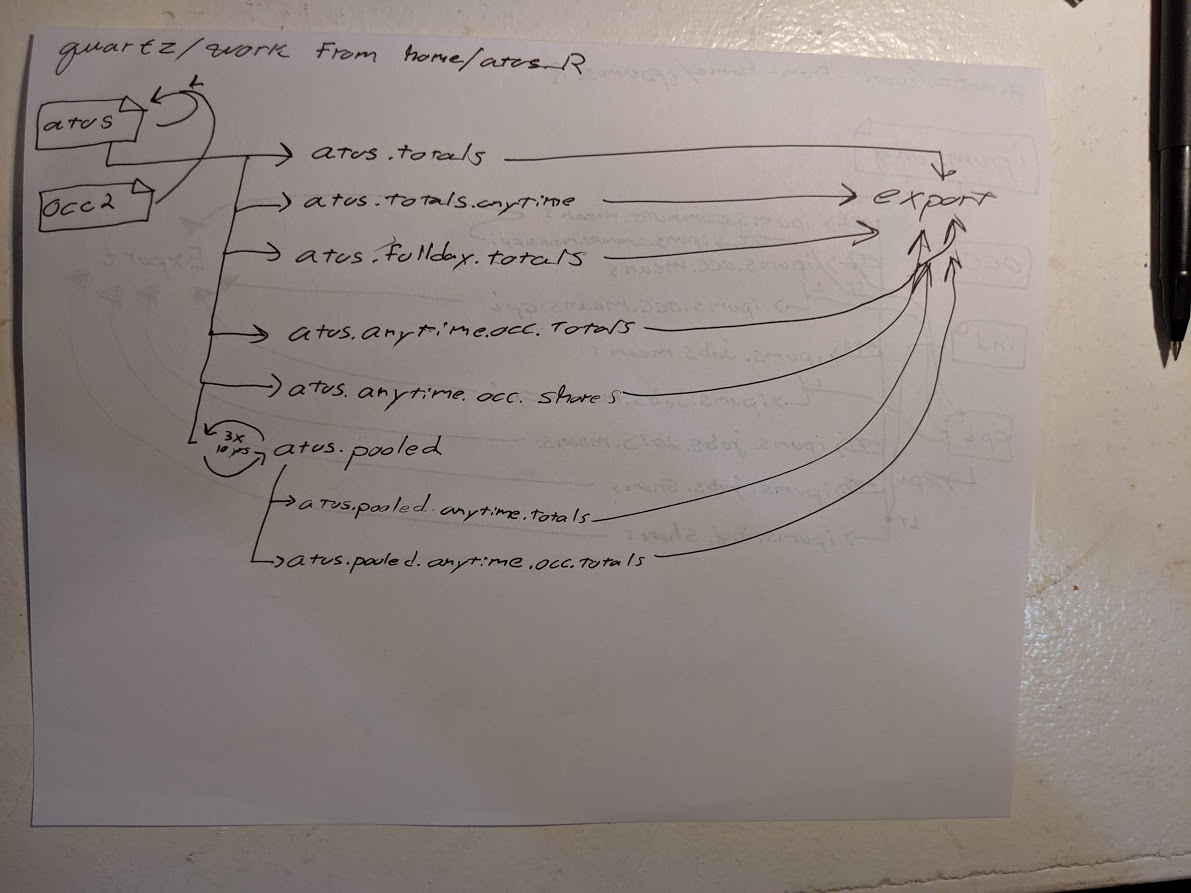 quartz/work From home/atus.R
atus
occ2
atus.totals
atus.totals.anytime
export
atus.fullday.totals
atus.anytime.occ.Totals
atus.anytime.occ.shares
3x
10 yrs
atus.pooled
atus.pooled.anytime.totals
atus.pooled.anytime.occ.totals